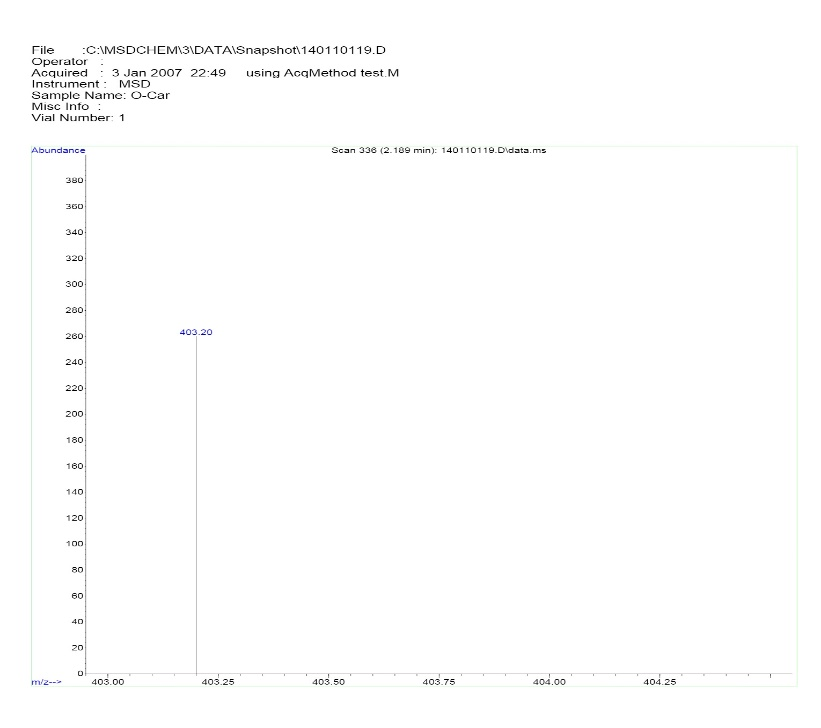 File :C:\MSDCHEM\3\DATA\Snapshot\140110119.D
Operator :
Acquired : 3 Jan 2007 22:49 using AcqMethod test.M
Instrument : MSD
Sample Name: O-Car
Misc Info :
Vial Number: 1
Abundance Scan 336 (2.189 min): 140110119.D\data.ms
380
360
340
320
300
280
403.20
260
240
220
200
180
160
140
120
100
80
60
40
20
0
m/z--> 403.00 403.25 403.50 403.75 404.00 404.25